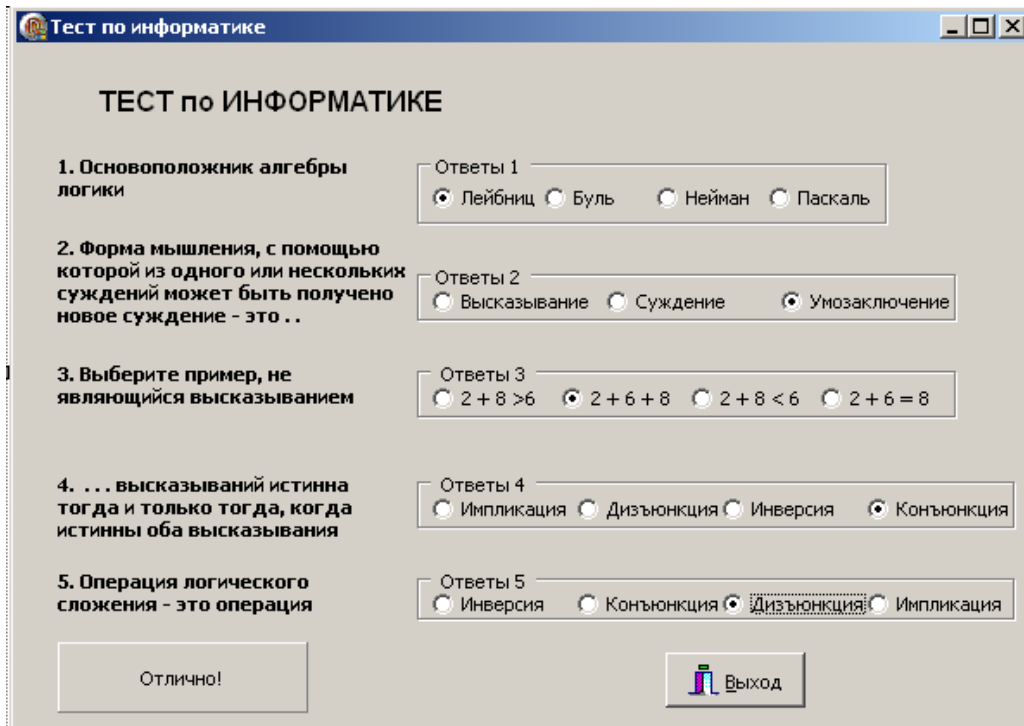 Тест по информатике
ТЕСТ по ИНФОРМАТИКЕ
1. Основоположник алгебры
логики
Ответы 1
Лейбниц Буль Нейман Паскаль
2. Форма мышления, с помощью
которой из одного или нескольких
суждений может быть получено
новое суждение - это . .
Ответы 2
Высказывание Суждение Умозаключение
3. Выберите пример, не
являющийся высказыванием
Ответы 3
2 + 8 >6 2 + 6 + 8 2 + 8 < 6 2 + 6 = 8
4. . . . высказываний истинна
тогда и только тогда, когда
истинны оба высказывания
Ответы 4
Импликация Дизъюнкция Инверсия Конъюнкция
5. Операция логического
сложения - это операция
Ответы 5
Инверсия Конъюнкция Дизъюнкция Импликация
Отлично!
Выход